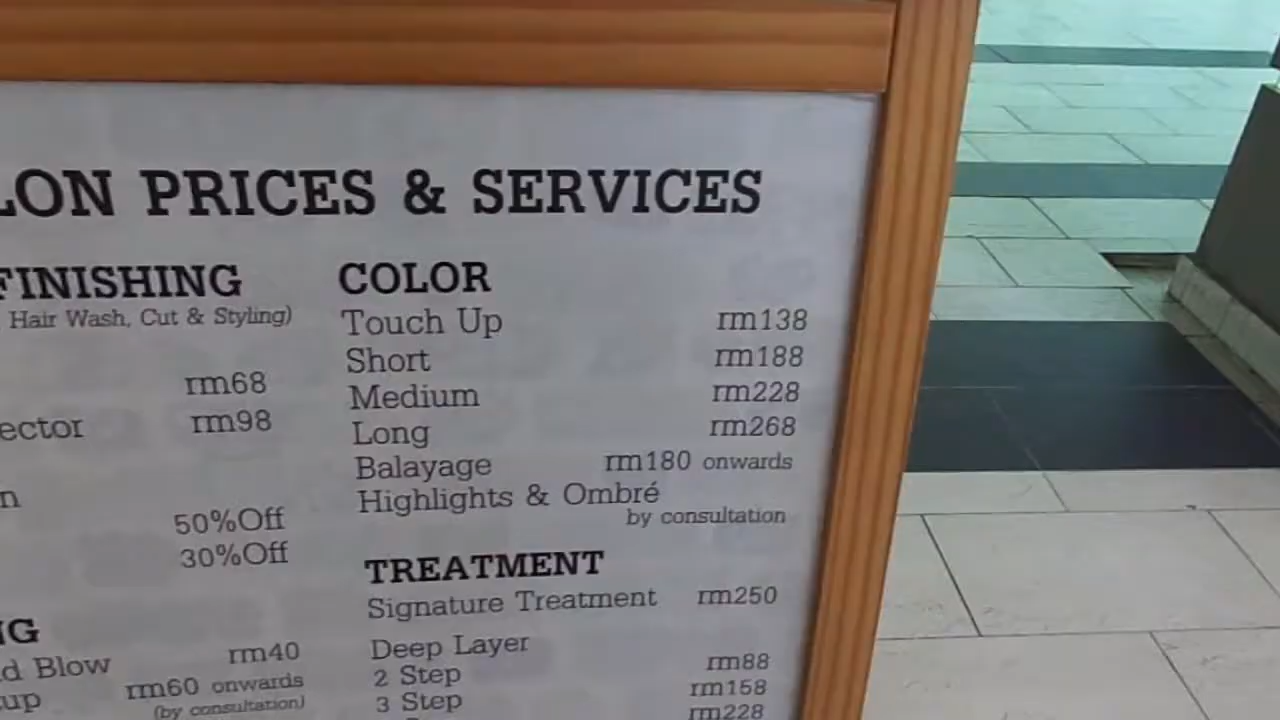 LON PRICES & SERVICES
FINISHING
Hair Wash, Cut & Styling)
rm68
ector rm98
n
50%Off
30%Off
NG
d Blow rm40
up rm60 onwards
(by consultation)
COLOR
Touch Up rm138
Short rm188
Medium rm228
Long rm268
Balayage rm180 onwards
Highlights & Ombré
by consultation
TREATMENT
Signature Treatment rm250
Deep Layer
2 Step rm88
3 Step rm158
rm228